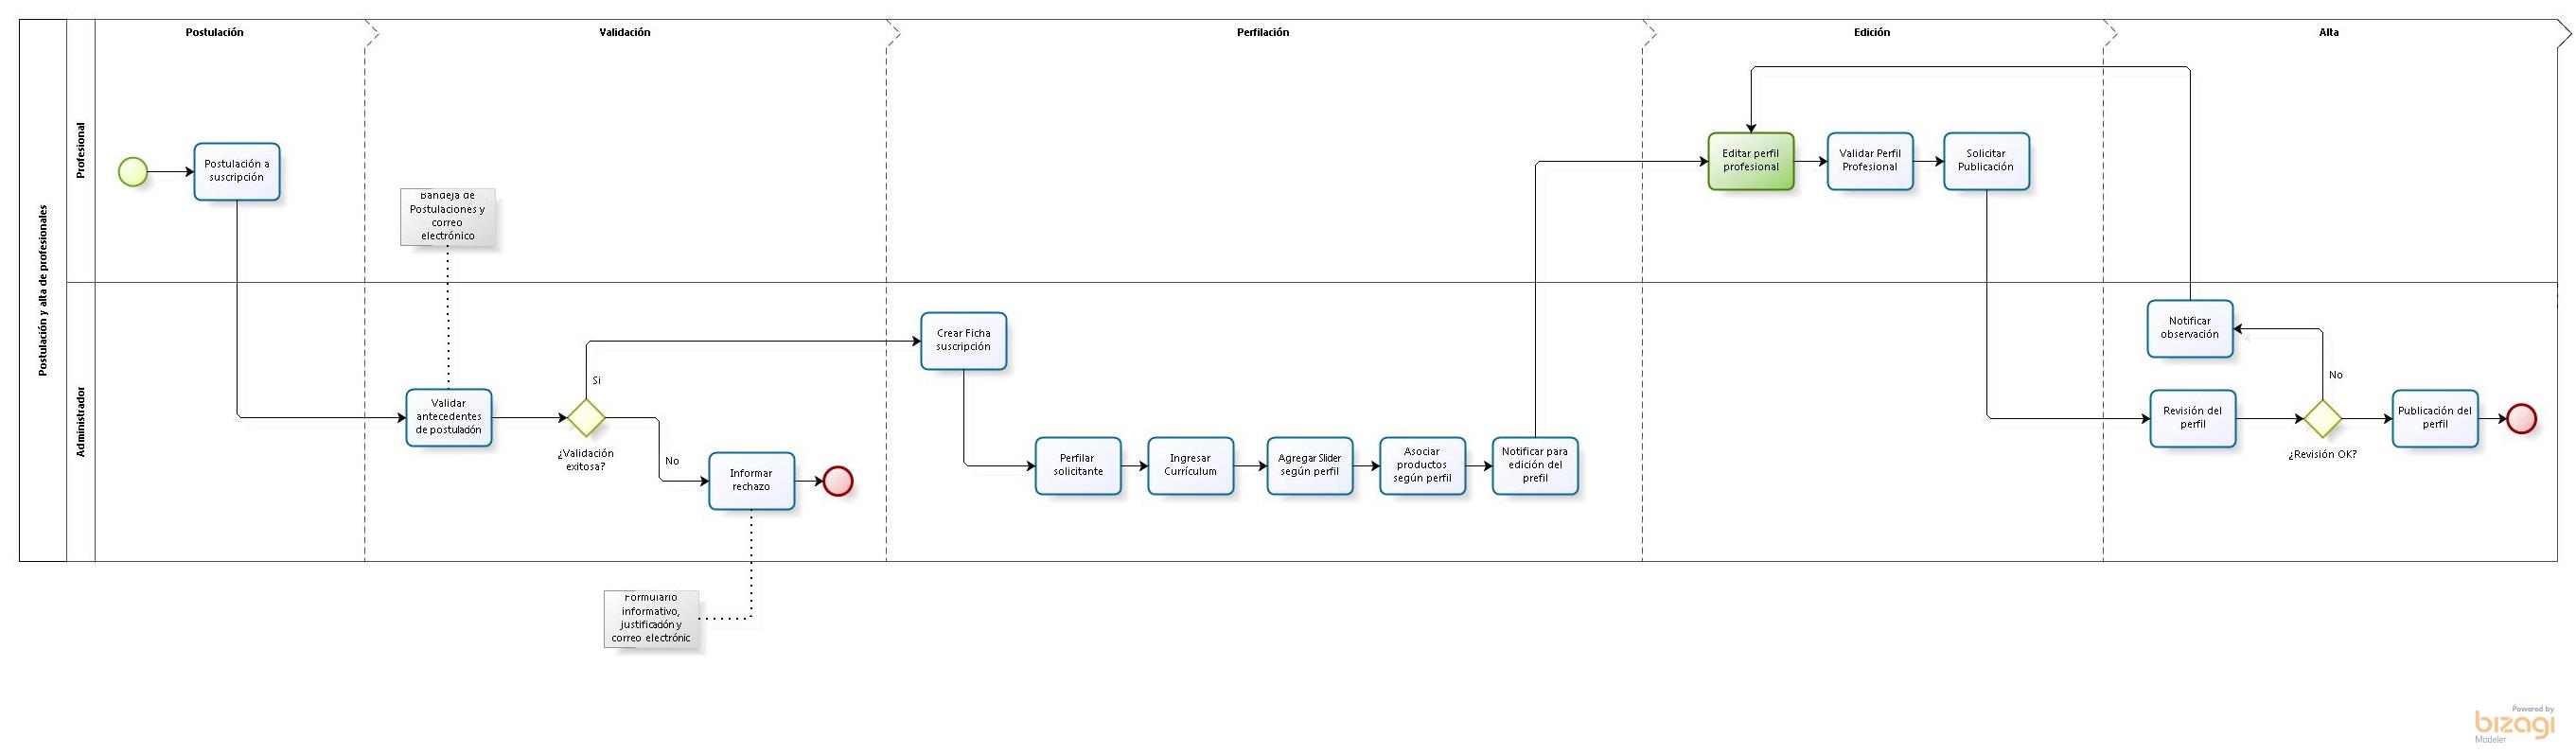 Postulación
Validación
Perfilación
Edición
Alta
Postulación y alta de profesionales
Profesional
Administrador
Postulación a
suscripción
Bandeja de
Postulaciones y
correo
electrónico
Validar
antecedentes
de postulación
¿Validación
exitosa?
Si
No
Informar
rechazo
Formulario
informativo,
justificación y
correo electrónic
Crear Ficha
suscripción
Perfilar
solicitante
Ingresar
Currículum
Agregar Slider
según perfil
Asociar
productos
según perfil
Notificar para
edición del
prefil
Editar perfil
profesional
Validar Perfil
Profesional
Solicitar
Publicación
Notificar
observación
Revisión del
perfil
No
¿Revisión OK?
Publicación del
perfil
Powered by
bizagi
Modeler